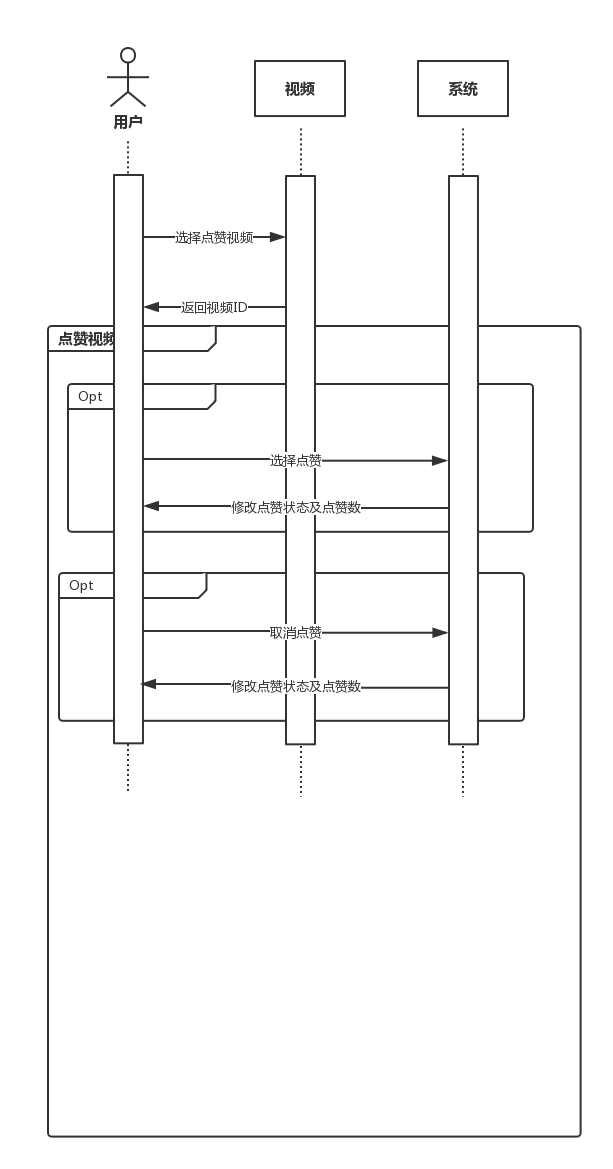 用户
视频
系统
选择点赞视频
返回视频ID
点赞视频
Opt
选择点赞
修改点赞状态及点赞数
Opt
取消点赞
修改点赞状态及点赞数